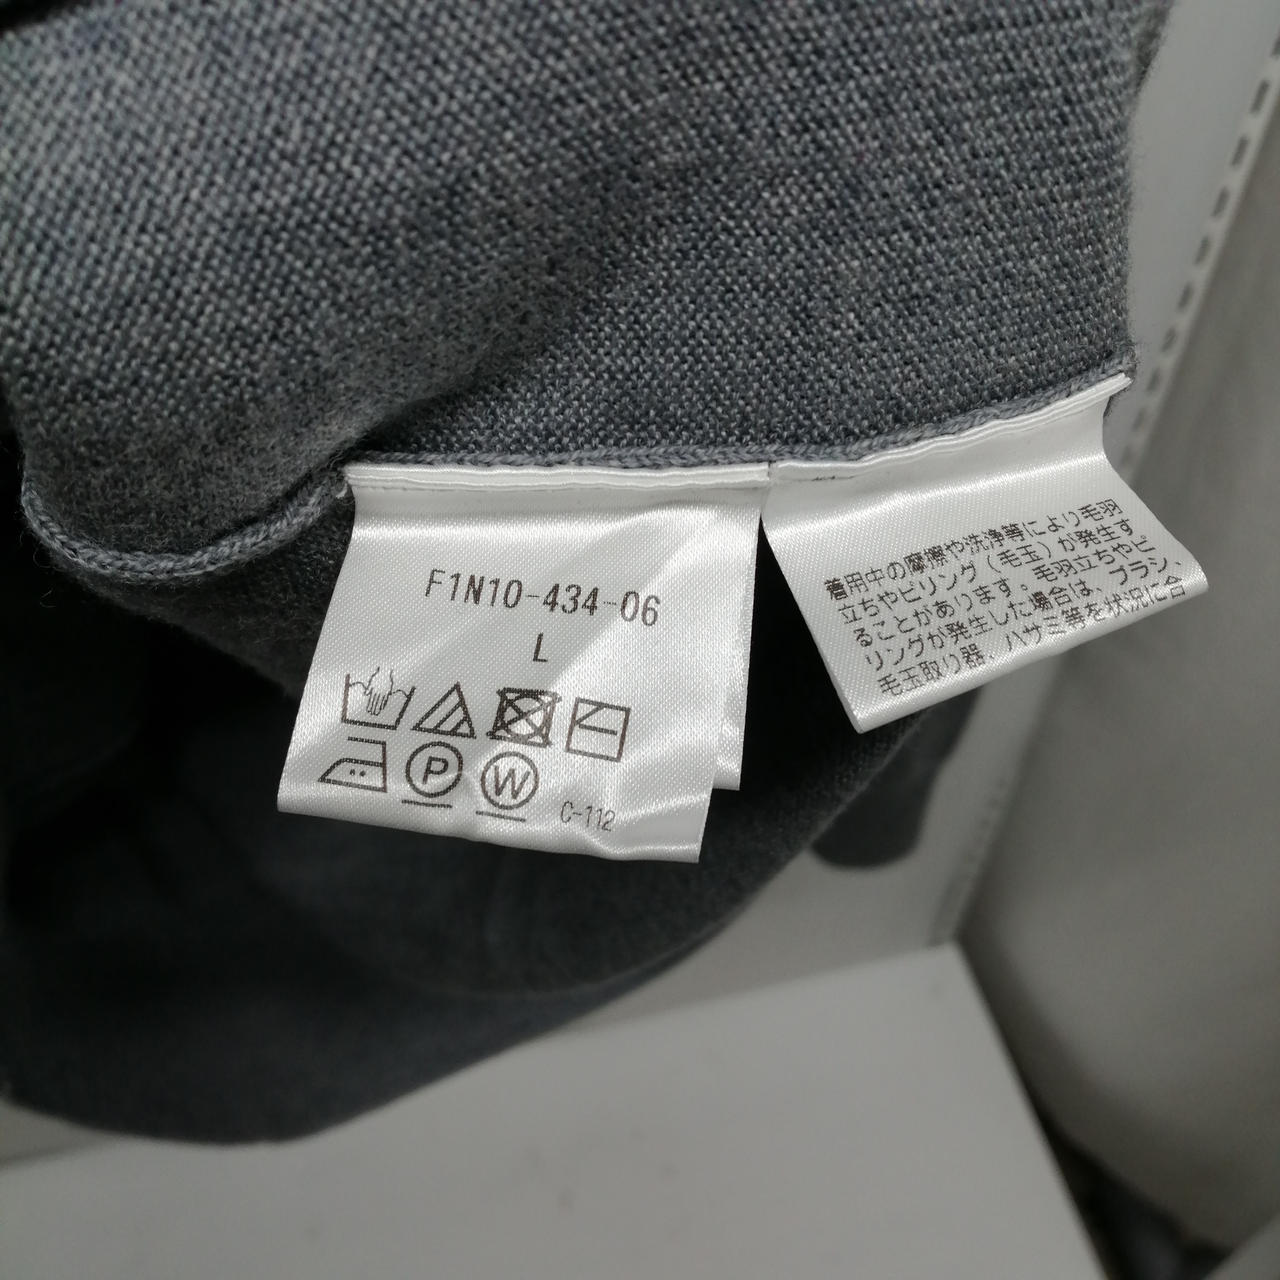 F1N10-434-06
L
P
W
C-112
着用中の摩擦や洗浄等により毛羽
立ちやピリング（毛玉）が発生す
ることがあります。毛羽立ちやピ
リングが発生した場合は、ブラシ、
毛玉取り器、ハサミ等を状況に合